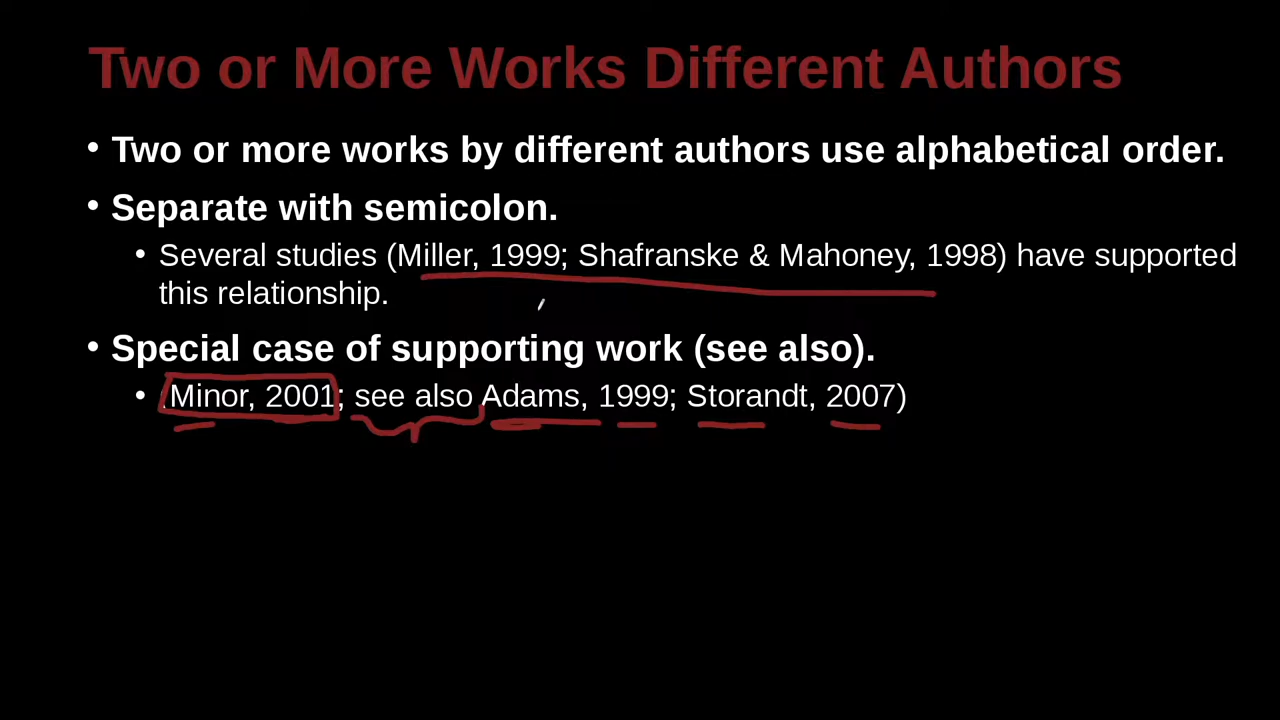 Two or More Works Different Authors
• Two or more works by different authors use alphabetical order.
• Separate with semicolon.
• Several studies (Miller, 1999; Shafranske & Mahoney, 1998) have supported
this relationship.
• Special case of supporting work (see also).
• (Minor, 2001; see also Adams, 1999; Storandt, 2007)